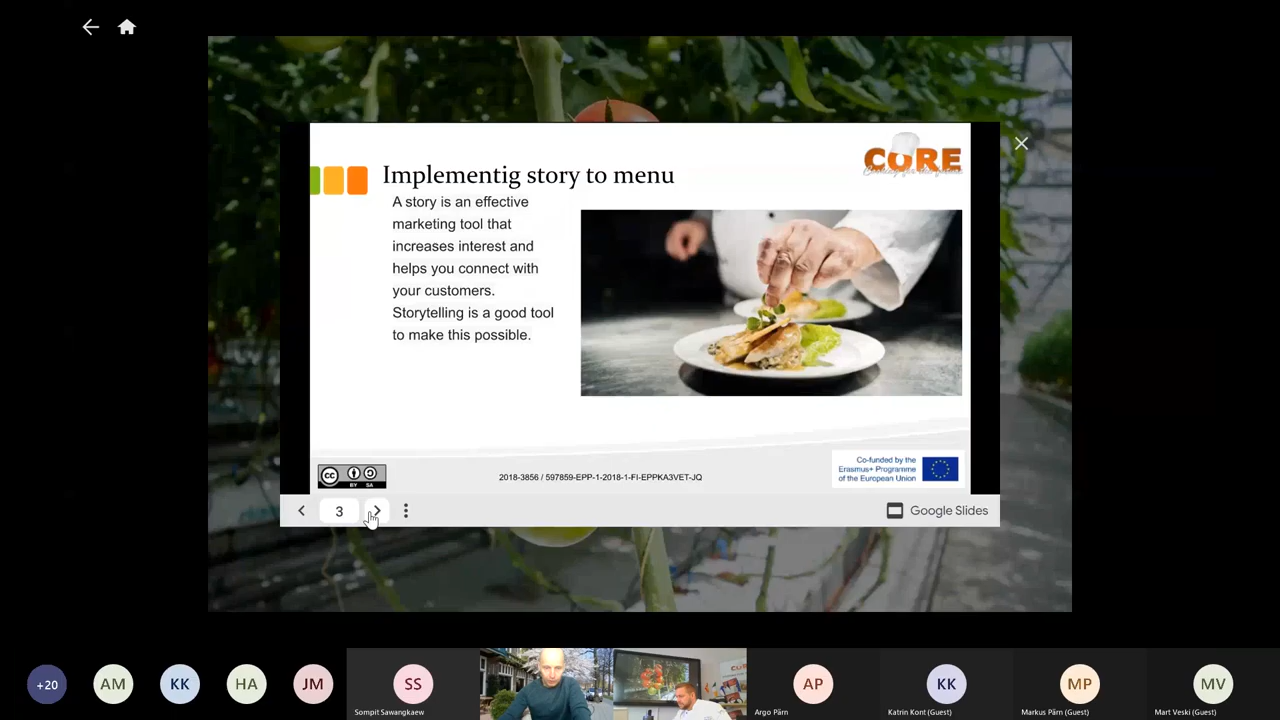 CORE
Implementig story to menu
A story is an effective
marketing tool that
increases interest and
helps you connect with
your customers.
Storytelling is a good tool
to make this possible.
CC BY SA
2018-3856 / 597859-EPP-1-2018-1-FI-EPPKA3VET-JQ
Co-funded by the
Erasmus+ Programme
of the European Union
3
Google Slides
+20
AM
KK
HA
JM
SS
Sompit Sawangkaew
AP
Argo Pärn
KK
Katrin Kont (Guest)
MP
Markus Pärn (Guest)
MV
Mart Veski (Guest)